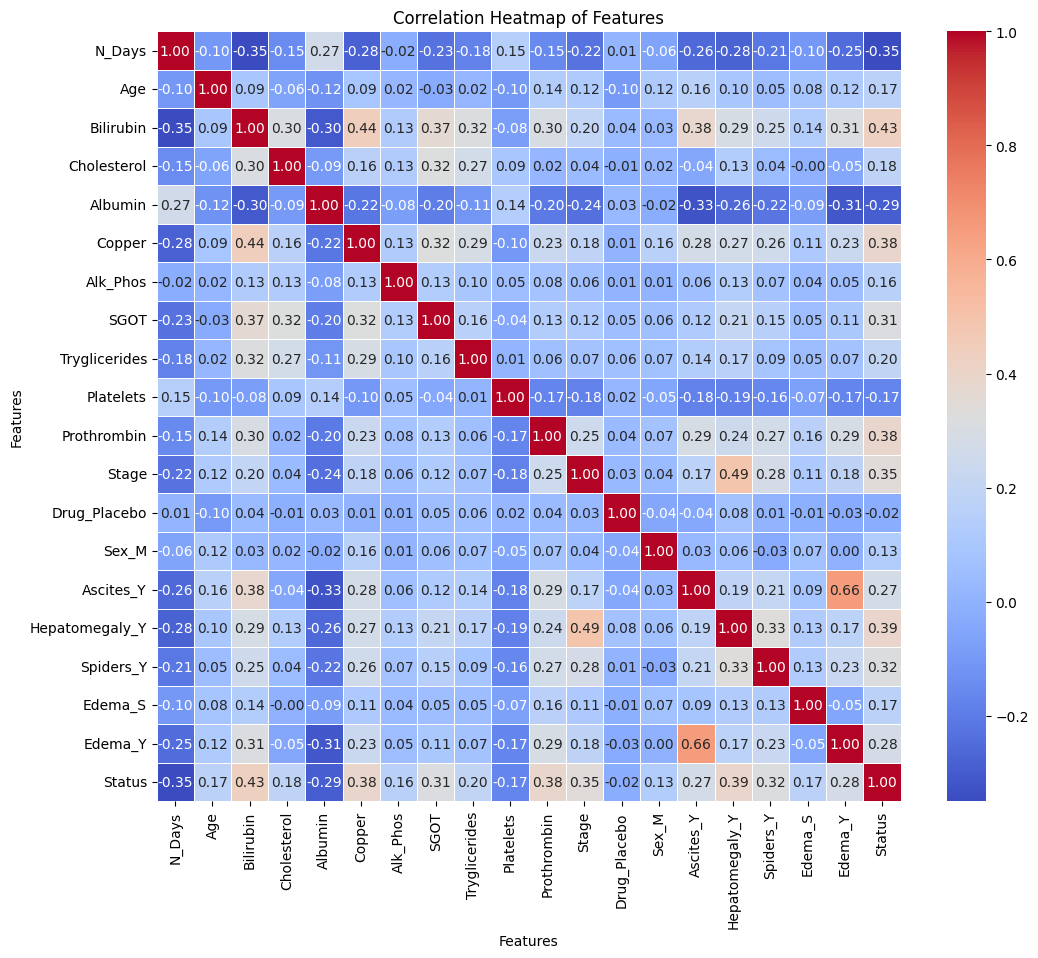 Correlation Heatmap of Features
N_Days 1.00 -0.10 -0.35 -0.15 0.27 -0.28 -0.02 -0.23 -0.18 0.15 -0.15 -0.22 0.01 -0.06 -0.26 -0.28 -0.21 -0.10 -0.25 -0.35
Age -0.10 1.00 0.09 -0.06 -0.12 0.09 0.02 -0.03 0.02 -0.10 0.14 0.12 -0.10 0.12 0.16 0.10 0.05 0.08 0.12 0.17
Bilirubin -0.35 0.09 1.00 0.30 -0.30 0.44 0.13 0.37 0.32 -0.08 0.30 0.20 0.04 0.03 0.38 0.29 0.25 0.14 0.31 0.43
Cholesterol -0.15 -0.06 0.30 1.00 -0.09 0.16 0.13 0.32 0.27 0.09 0.02 0.04 -0.01 0.02 -0.04 0.13 0.04 -0.00 -0.05 0.18
Albumin 0.27 -0.12 -0.30 -0.09 1.00 -0.22 -0.08 -0.20 -0.11 0.14 -0.20 -0.24 0.03 -0.02 -0.33 -0.26 -0.22 -0.09 -0.31 -0.29
Copper -0.28 0.09 0.44 0.16 -0.22 1.00 0.13 0.32 0.29 -0.10 0.23 0.18 0.01 0.16 0.28 0.27 0.26 0.11 0.23 0.38
Alk_Phos -0.02 0.02 0.13 0.13 -0.08 0.13 1.00 0.13 0.10 0.05 0.08 0.06 0.01 0.01 0.06 0.13 0.07 0.04 0.05 0.16
SGOT -0.23 -0.03 0.37 0.32 -0.20 0.32 0.13 1.00 0.16 -0.04 0.13 0.12 0.05 0.06 0.12 0.21 0.15 0.05 0.11 0.31
Tryglicerides -0.18 0.02 0.32 0.27 -0.11 0.29 0.10 0.16 1.00 0.01 0.06 0.07 0.06 0.07 0.14 0.17 0.09 0.05 0.07 0.20
Platelets 0.15 -0.10 -0.08 0.09 0.14 -0.10 0.05 -0.04 0.01 1.00 -0.17 -0.18 0.02 -0.05 -0.18 -0.19 -0.16 -0.07 -0.17 -0.17
Prothrombin -0.15 0.14 0.30 0.02 -0.20 0.23 0.08 0.13 0.06 -0.17 1.00 0.25 0.04 0.07 0.29 0.24 0.27 0.16 0.29 0.38
Stage -0.22 0.12 0.20 0.04 -0.24 0.18 0.06 0.12 0.07 -0.18 0.25 1.00 0.03 0.04 0.17 0.49 0.28 0.11 0.18 0.35
Drug_Placebo 0.01 -0.10 0.04 -0.01 0.03 0.01 0.01 0.05 0.06 0.02 0.04 0.03 1.00 -0.04 -0.04 0.08 0.01 -0.01 -0.03 -0.02
Sex_M -0.06 0.12 0.03 0.02 -0.02 0.16 0.01 0.06 0.07 -0.05 0.07 0.04 -0.04 1.00 0.03 0.06 -0.03 0.07 0.00 0.13
Ascites_Y -0.26 0.16 0.38 -0.04 -0.33 0.28 0.06 0.12 0.14 -0.18 0.29 0.17 -0.04 0.03 1.00 0.19 0.21 0.09 0.66 0.27
Hepatomegaly_Y -0.28 0.10 0.29 0.13 -0.26 0.27 0.13 0.21 0.17 -0.19 0.24 0.49 0.08 0.06 0.19 1.00 0.33 0.13 0.17 0.39
Spiders_Y -0.21 0.05 0.25 0.04 -0.22 0.26 0.07 0.15 0.09 -0.16 0.27 0.28 0.01 -0.03 0.21 0.33 1.00 0.13 0.23 0.32
Edema_S -0.10 0.08 0.14 -0.00 -0.09 0.11 0.04 0.05 0.05 -0.07 0.16 0.11 -0.01 0.07 0.09 0.13 0.13 1.00 -0.05 0.17
Edema_Y -0.25 0.12 0.31 -0.05 -0.31 0.23 0.05 0.11 0.07 -0.17 0.29 0.18 -0.03 0.00 0.66 0.17 0.23 -0.05 1.00 0.28
Status -0.35 0.17 0.43 0.18 -0.29 0.38 0.16 0.31 0.20 -0.17 0.38 0.35 -0.02 0.13 0.27 0.39 0.32 0.17 0.28 1.00
N_Days Age Bilirubin Cholesterol Albumin Copper Alk_Phos SGOT Tryglicerides Platelets Prothrombin Stage Drug_Placebo Sex_M Ascites_Y Hepatomegaly_Y Spiders_Y Edema_S Edema_Y Status
Features
Features
1.0
0.8
0.6
0.4
0.2
0.0
−0.2